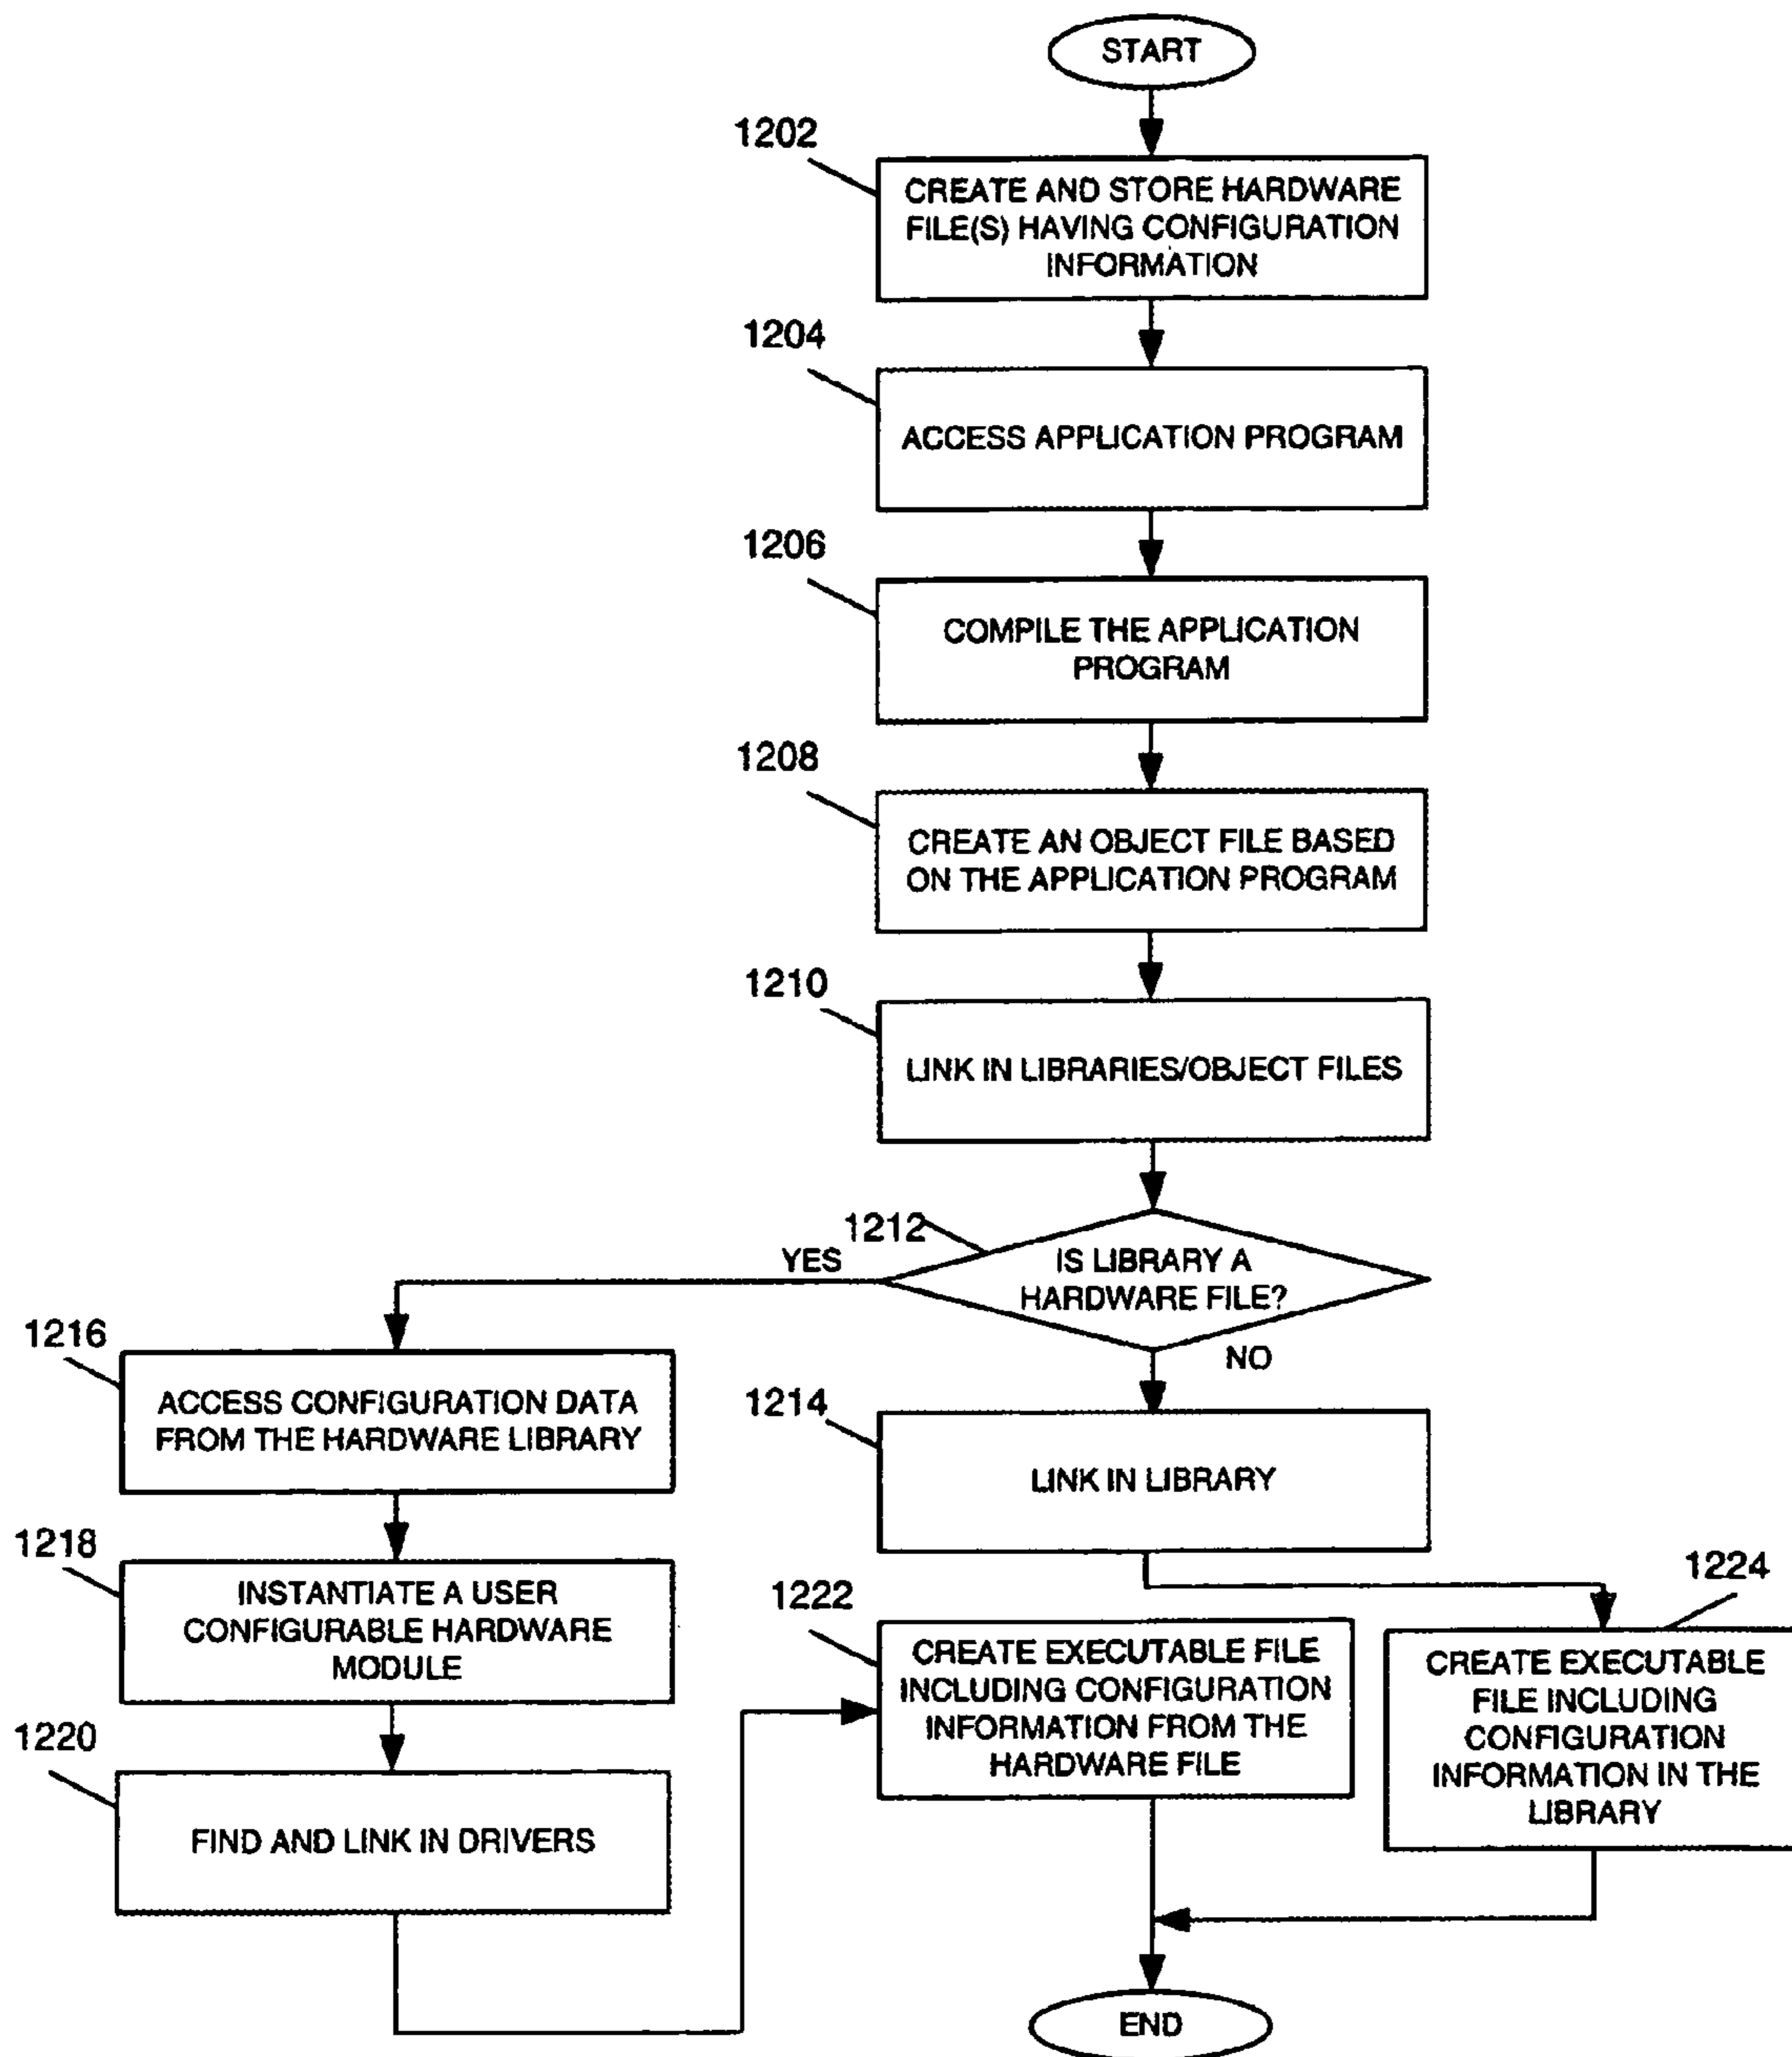 START
1202
CREATE AND STORE HARDWARE
FILE(S) HAVING CONFIGURATION
INFORMATION
1204
ACCESS APPLICATION PROGRAM
1206
COMPILE THE APPLICATION
PROGRAM
1208
CREATE AN OBJECT FILE BASED
ON THE APPLICATION PROGRAM
1210
LINK IN LIBRARIES/OBJECT FILES
1212
IS LIBRARY A
HARDWARE FILE?
YES
NO
1216
ACCESS CONFIGURATION DATA
FROM THE HARDWARE LIBRARY
1214
LINK IN LIBRARY
1218
INSTANTIATE A USER
CONFIGURABLE HARDWARE
MODULE
1220
FIND AND LINK IN DRIVERS
1222
CREATE EXECUTABLE FILE
INCLUDING CONFIGURATION
INFORMATION FROM THE
HARDWARE FILE
1224
CREATE EXECUTABLE
FILE INCLUDING
CONFIGURATION
INFORMATION IN THE
LIBRARY
END